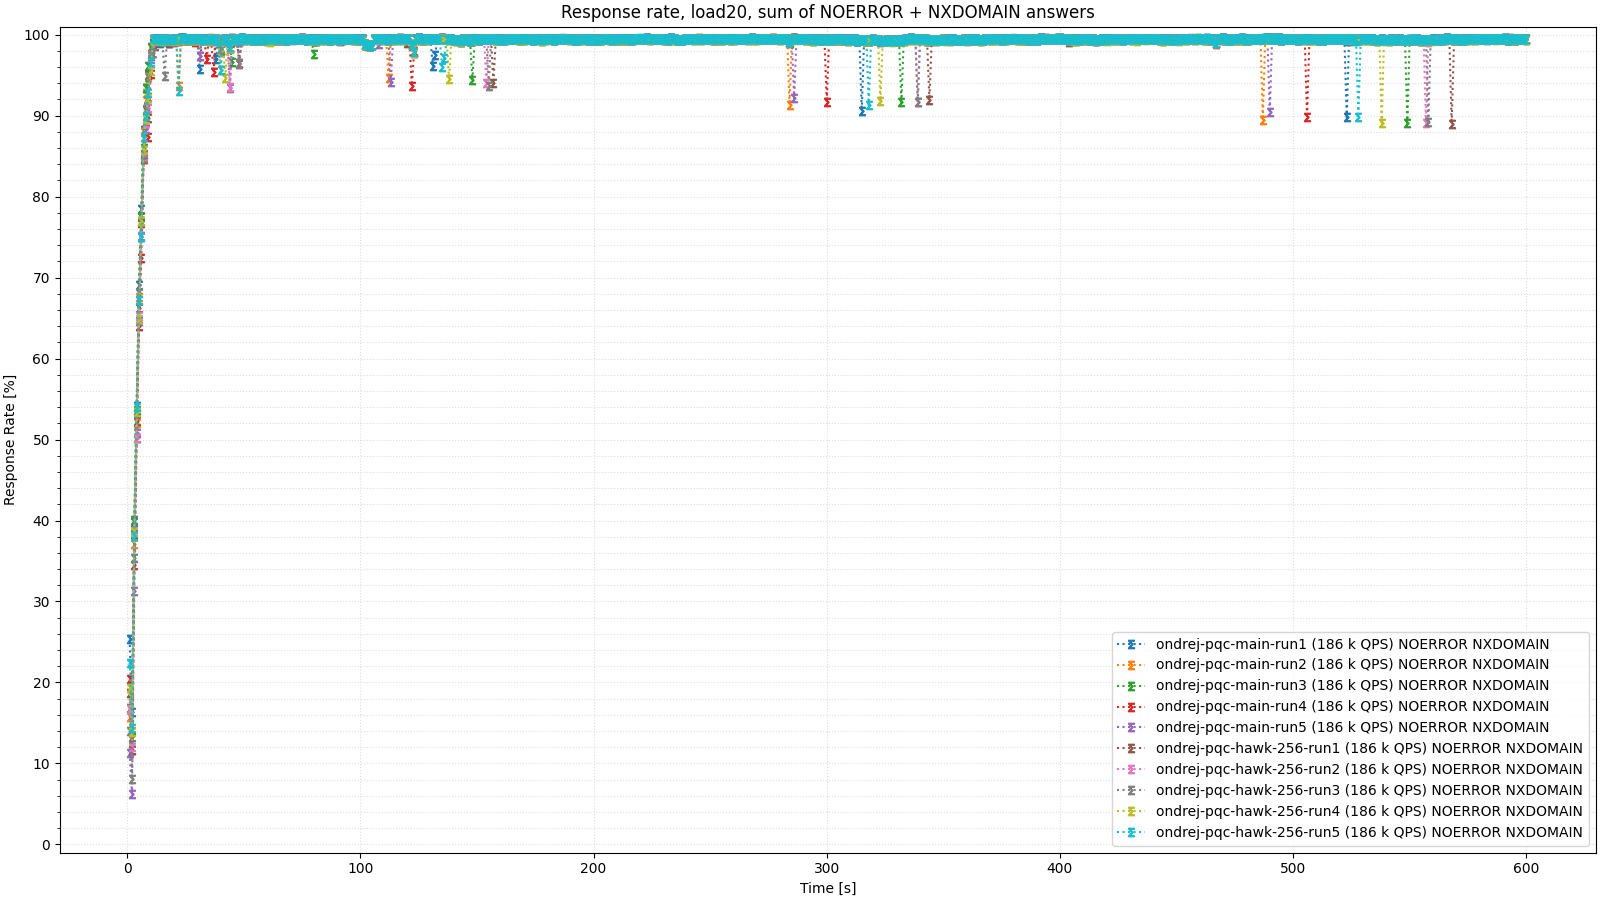 Response rate, load20, sum of NOERROR + NXDOMAIN answers
Response Rate [%]
100
90
80
70
60
50
40
30
20
10
0
ondrej-pqc-main-run1 (186 k QPS) NOERROR NXDOMAIN
ondrej-pqc-main-run2 (186 k QPS) NOERROR NXDOMAIN
ondrej-pqc-main-run3 (186 k QPS) NOERROR NXDOMAIN
ondrej-pqc-main-run4 (186 k QPS) NOERROR NXDOMAIN
ondrej-pqc-main-run5 (186 k QPS) NOERROR NXDOMAIN
ondrej-pqc-hawk-256-run1 (186 k QPS) NOERROR NXDOMAIN
ondrej-pqc-hawk-256-run2 (186 k QPS) NOERROR NXDOMAIN
ondrej-pqc-hawk-256-run3 (186 k QPS) NOERROR NXDOMAIN
ondrej-pqc-hawk-256-run4 (186 k QPS) NOERROR NXDOMAIN
ondrej-pqc-hawk-256-run5 (186 k QPS) NOERROR NXDOMAIN
0 100 200 300 400 500 600
Time [s]